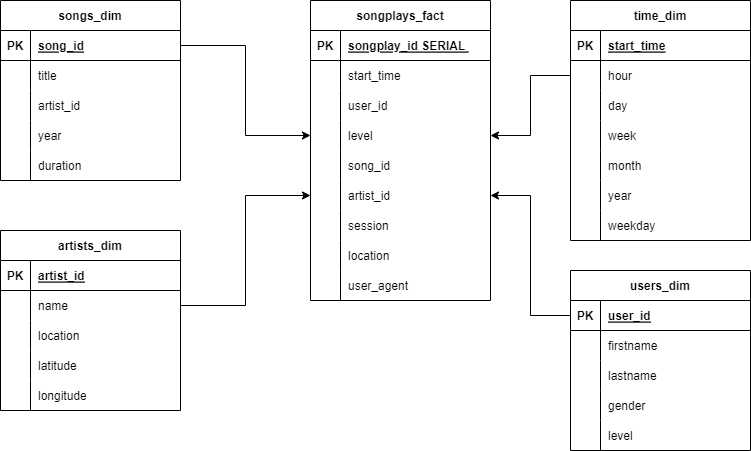 songs_dim
PK song_id
title
artist_id
year
duration
artists_dim
PK artist_id
name
location
latitude
longitude
songplays_fact
PK songplay_id SERIAL
start_time
user_id
level
song_id
artist_id
session
location
user_agent
time_dim
PK start_time
hour
day
week
month
year
weekday
users_dim
PK user_id
firstname
lastname
gender
level